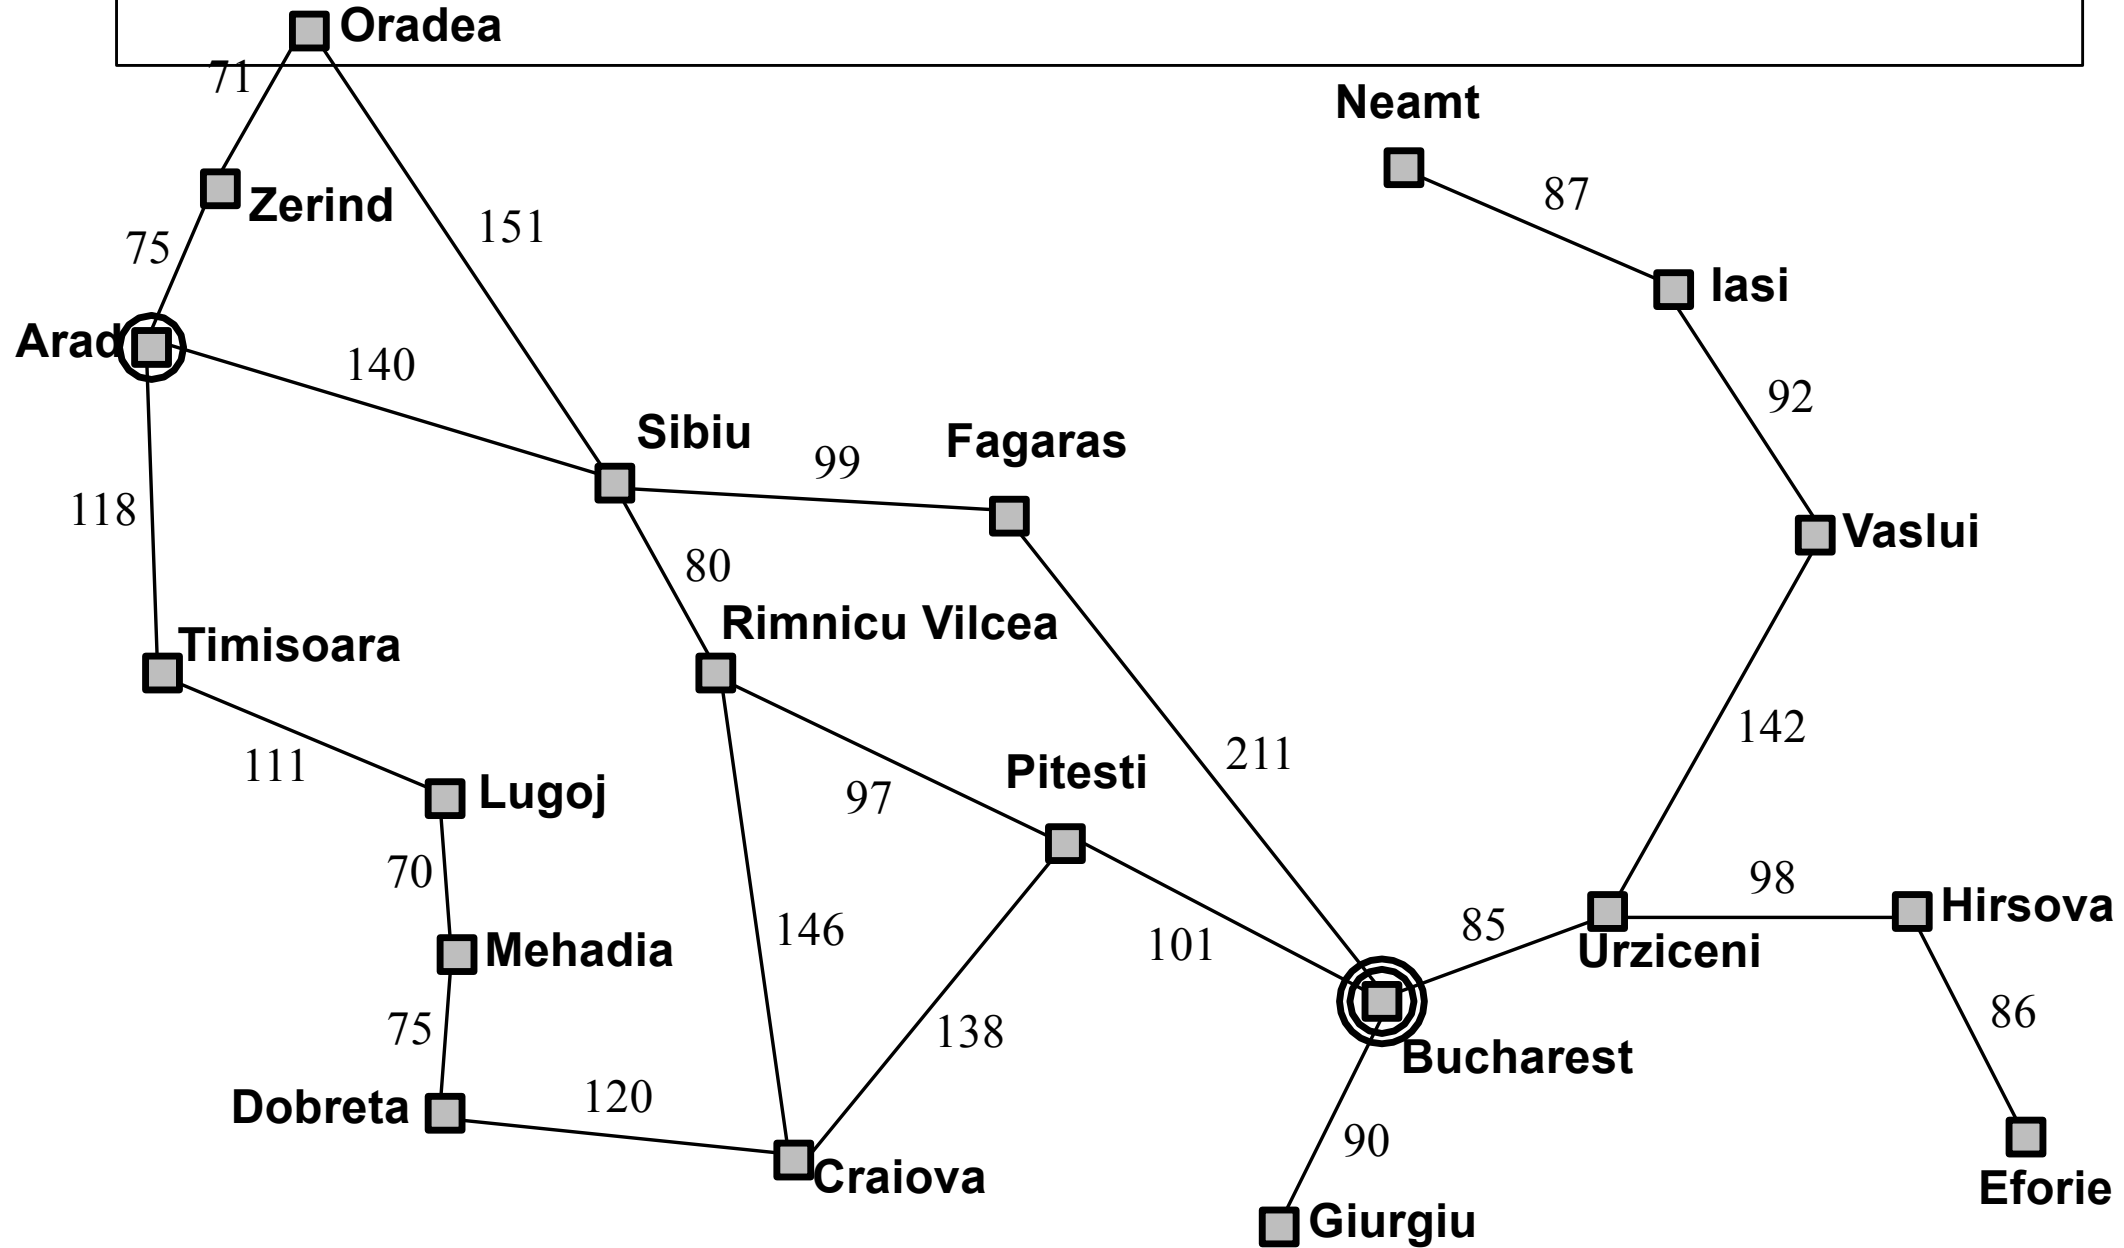 Oradea
71
Neamt
87
Zerind
151
75
Iasi
Arad
140
92
Sibiu
Fagaras
99
118
Vaslui
80
Rimnicu Vilcea
Timisoara
142
211
111
Pitesti
Lugoj
97
70
98
Hirsova
146
85
101
Urziceni
Mehadia
86
75
138
Bucharest
Dobreta
120
90
Craiova
Eforie
Giurgiu